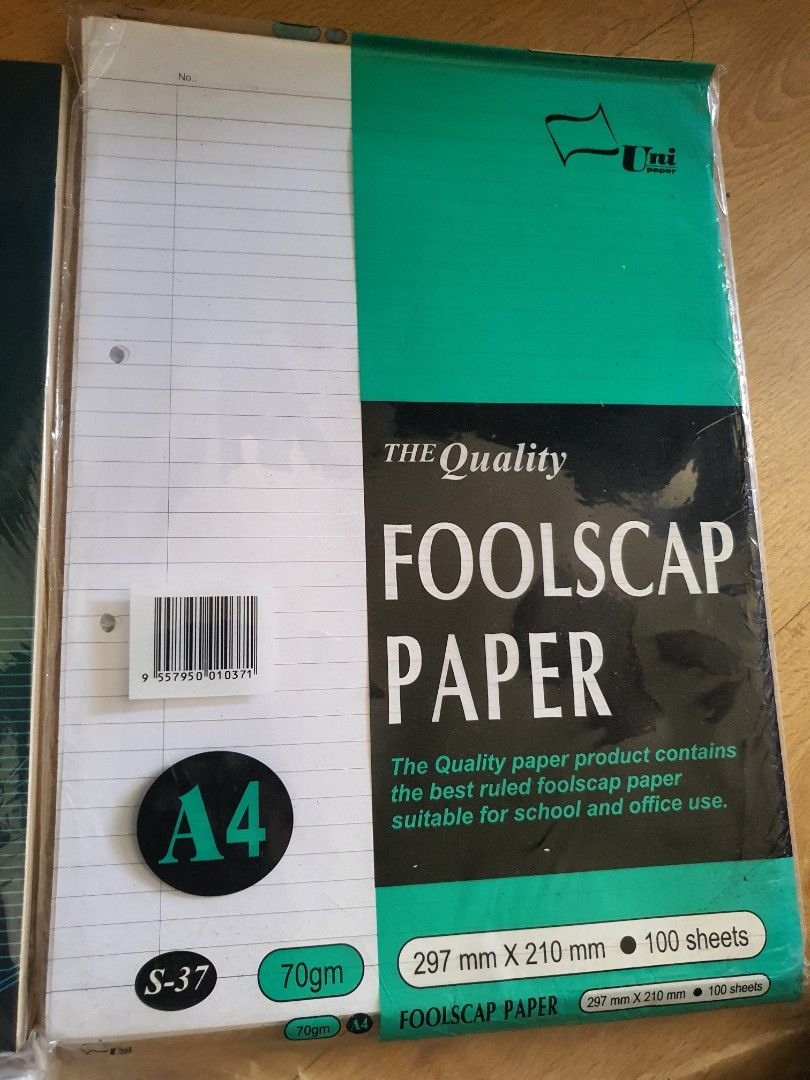 No.:
Uni
paper
THE Quality
FOOLSCAP
PAPER
The Quality paper product contains
the best ruled foolscap paper
suitable for school and office use.
9 557950 010371
A4
S-37
70gm
297 mm X 210 mm ● 100 sheets
70gm
A4
FOOLSCAP PAPER
297 mm X 210 mm ● 100 sheets
Uni